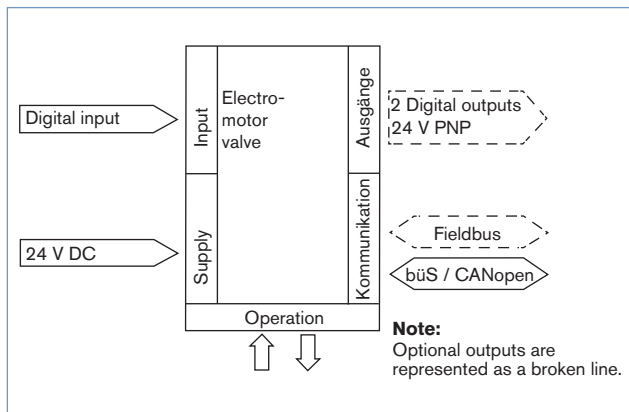 Digital input
Input
Electro-
motor
valve
Ausgänge
2 Digital outputs
24 V PNP
24 V DC
Supply
Kommunikation
Fieldbus
büS / CANopen
Operation
Note:
Optional outputs are
represented as a broken line.